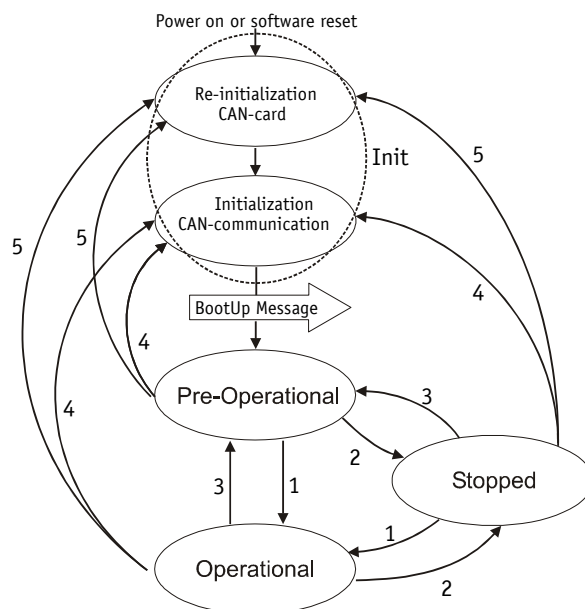 Power on or software reset
Re-initialization
CAN-card
Init
5
Initialization
CAN-communication
5
5
4
BootUp Message
4
4
3
Pre-Operational
2
3
1
Stopped
1
Operational
2